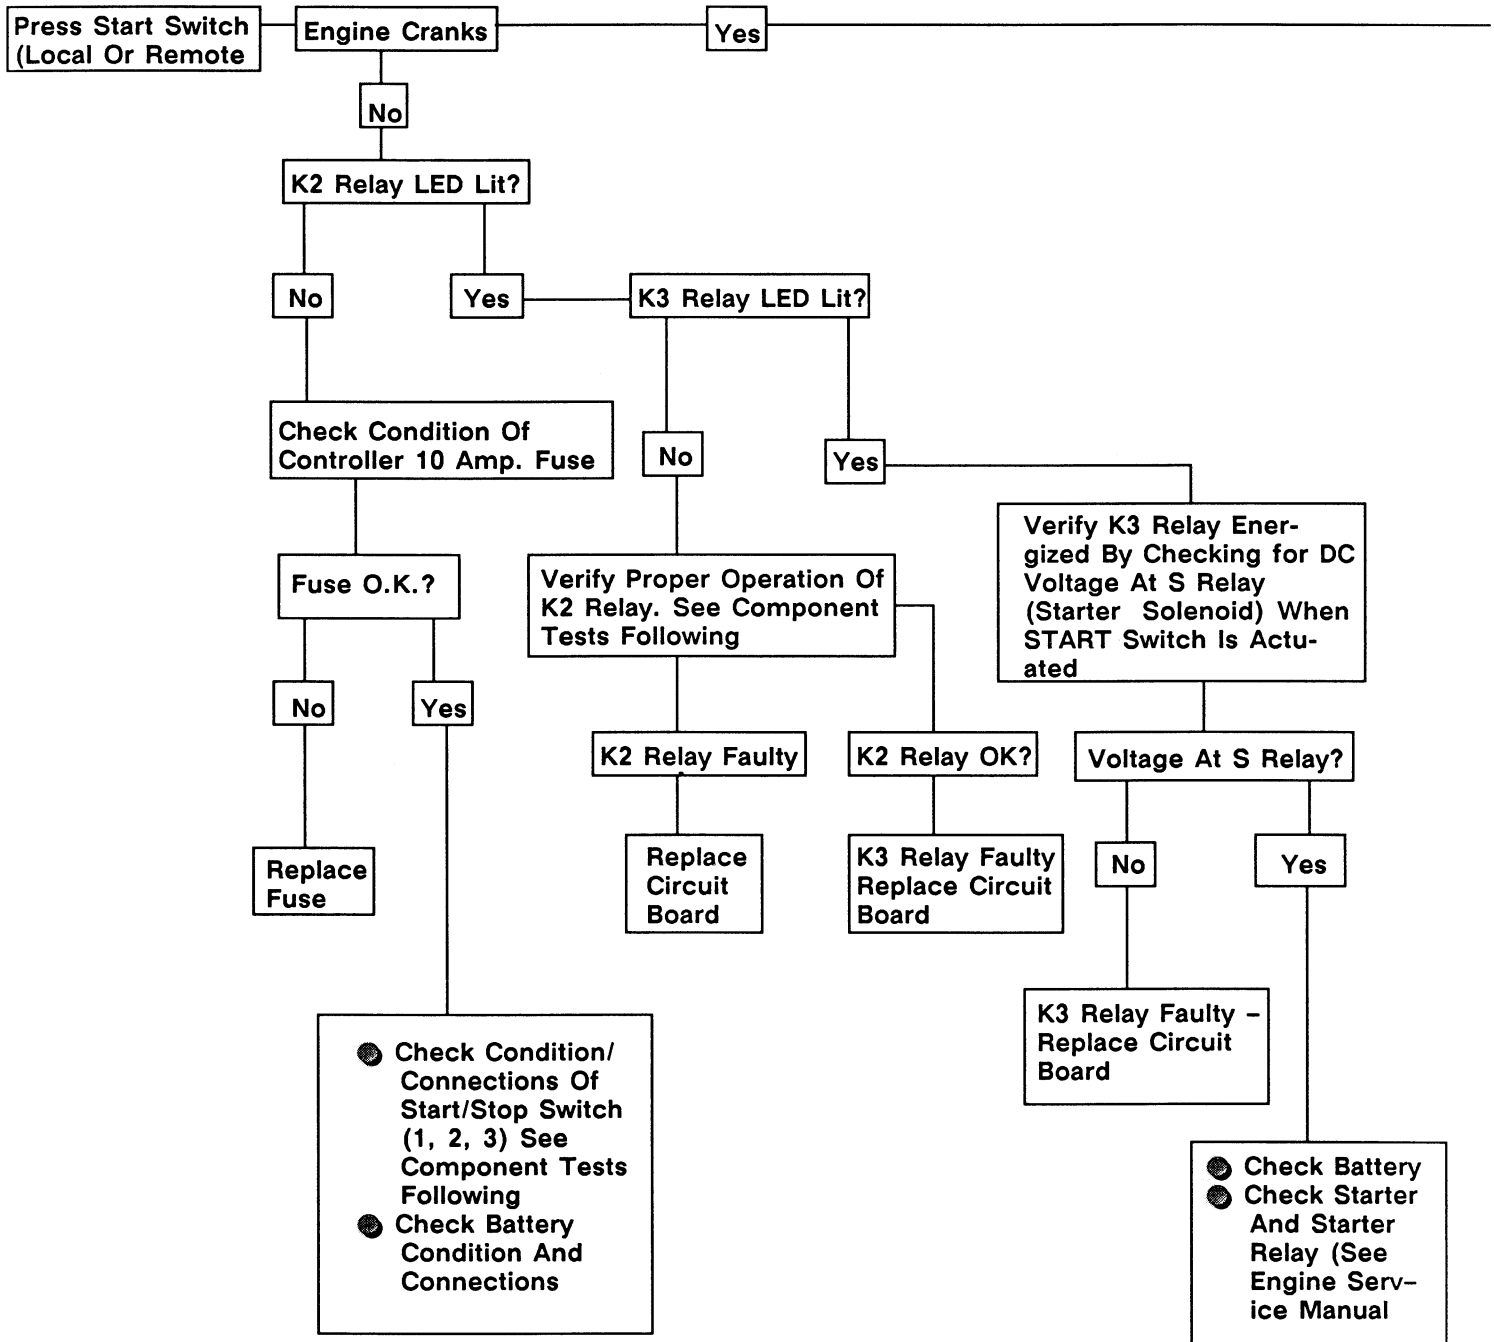 Press Start Switch
(Local Or Remote
Engine Cranks
Yes
No
K2 Relay LED Lit?
No
Yes
K3 Relay LED Lit?
Check Condition Of
Controller 10 Amp. Fuse
No
Yes
Fuse O.K.?
Verify Proper Operation Of
K2 Relay. See Component
Tests Following
Verify K3 Relay Ener-
gized By Checking for DC
Voltage At S Relay
(Starter Solenoid) When
START Switch Is Actu-
ated
No
Yes
K2 Relay Faulty
K2 Relay OK?
Voltage At S Relay?
Replace
Fuse
Replace
Circuit
Board
K3 Relay Faulty
Replace Circuit
Board
No
Yes
K3 Relay Faulty –
Replace Circuit
Board
Check Condition/
Connections Of
Start/Stop Switch
(1, 2, 3) See
Component Tests
Following
Check Battery
Condition And
Connections
Check Battery
Check Starter
And Starter
Relay (See
Engine Serv–
ice Manual